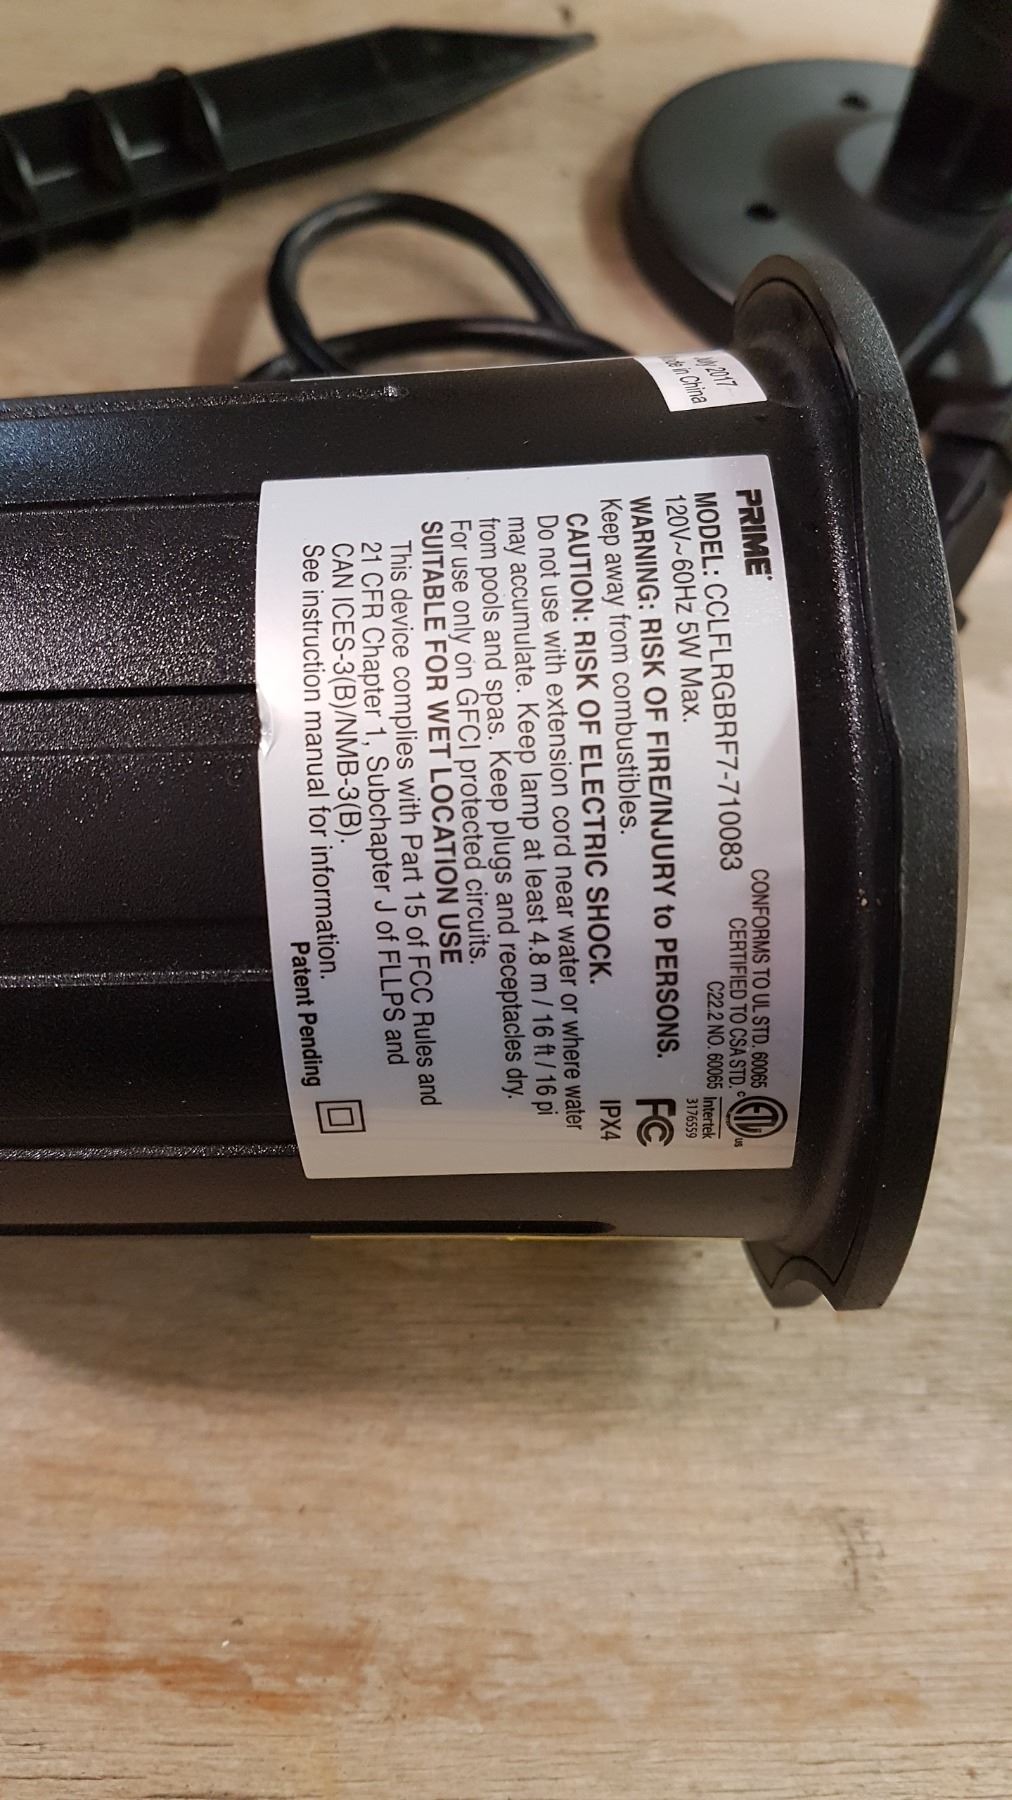 July 2017
in China
PRIME®
MODEL: CCLFLRGBRF7-710083
120V~ 60Hz 5W Max.
CONFORMS TO UL STD. 60065
CERTIFIED TO CSA STD.
C22.2 NO. 60065
c ETL us
Intertek
3176559
WARNING: RISK OF FIRE/INJURY to PERSONS.
Keep away from combustibles.
FC
CAUTION: RISK OF ELECTRIC SHOCK.
IPX4
Do not use with extension cord near water or where water
may accumulate. Keep lamp at least 4.8 m / 16 ft / 16 pi
from pools and spas. Keep plugs and receptacles dry.
For use only on GFCI protected circuits.
SUITABLE FOR WET LOCATION USE
This device complies with Part 15 of FCC Rules and
21 CFR Chapter 1, Subchapter J of FLLPS and
CAN ICES-3(B)/NMB-3(B).
See instruction manual for information.
Patent Pending